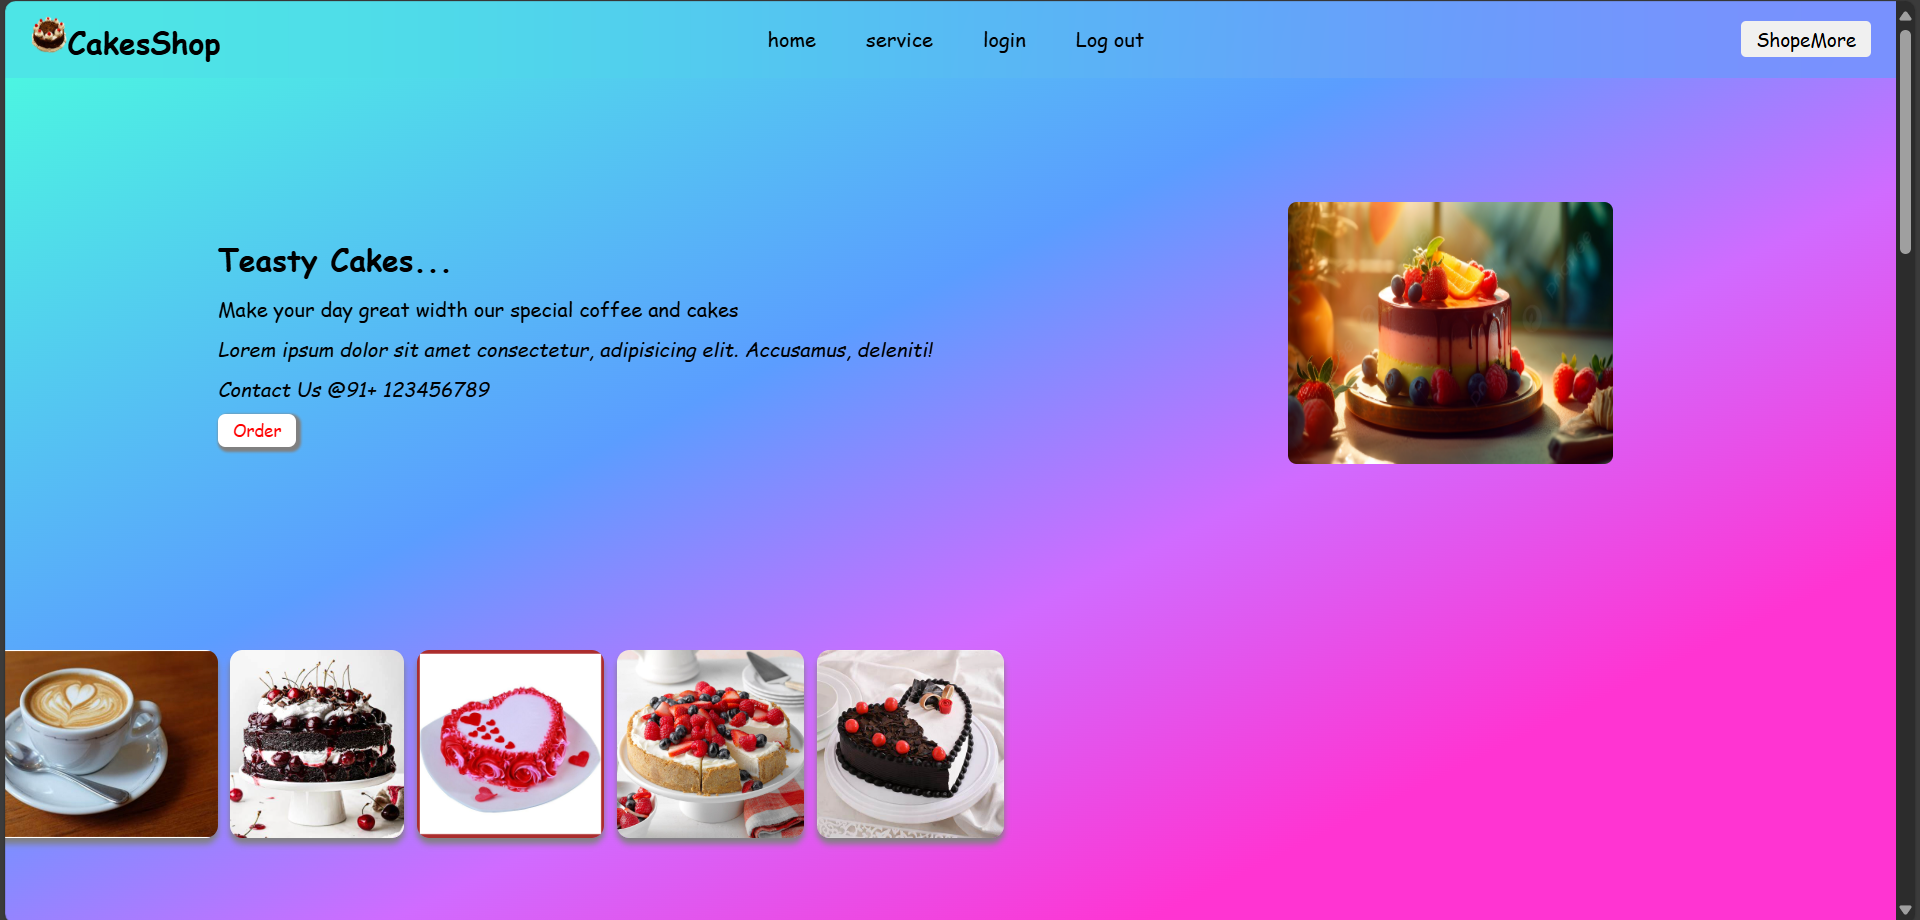 CakesShop
home
service
login
Log out
ShopeMore
Teasty Cakes...
Make your day great width our special coffee and cakes
Lorem ipsum dolor sit amet consectetur, adipisicing elit. Accusamus, deleniti!
Contact Us @91+ 123456789
Order